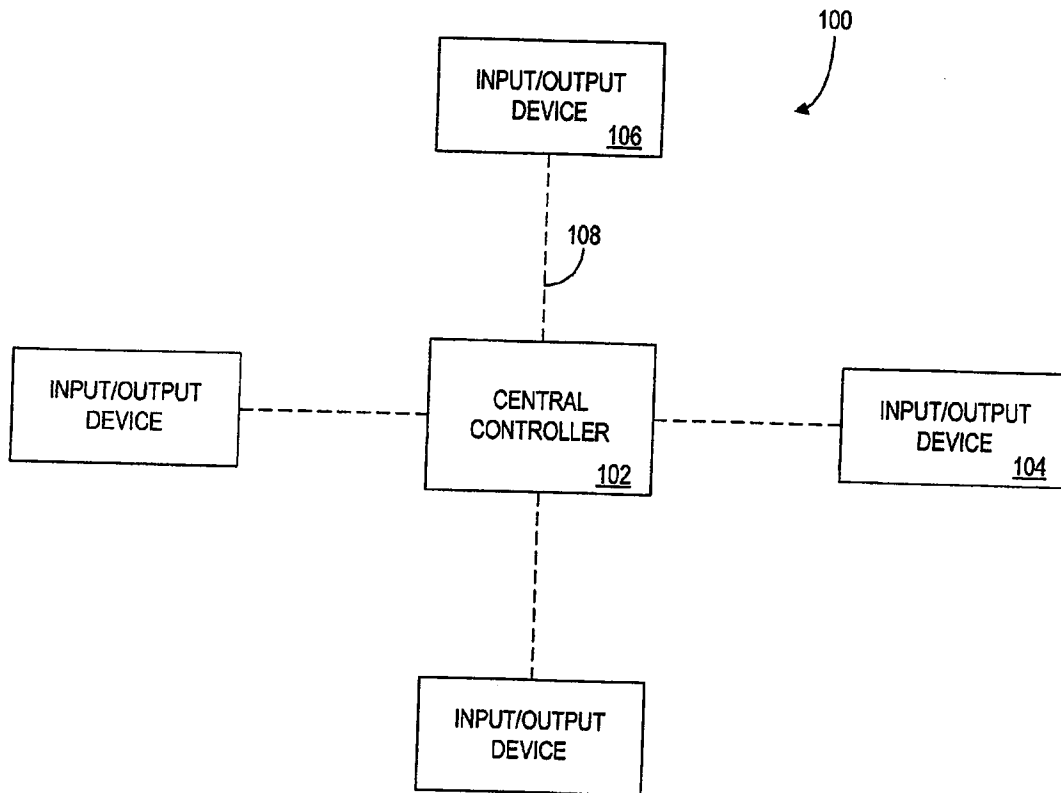 100
INPUT/OUTPUT
DEVICE
106
108
INPUT/OUTPUT
DEVICE
CENTRAL
CONTROLLER
102
INPUT/OUTPUT
DEVICE
104
INPUT/OUTPUT
DEVICE